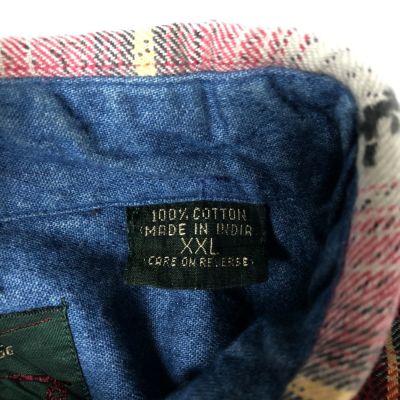 100% COTTON
MADE IN INDIA
XXL
(CARE ON REVERSE)